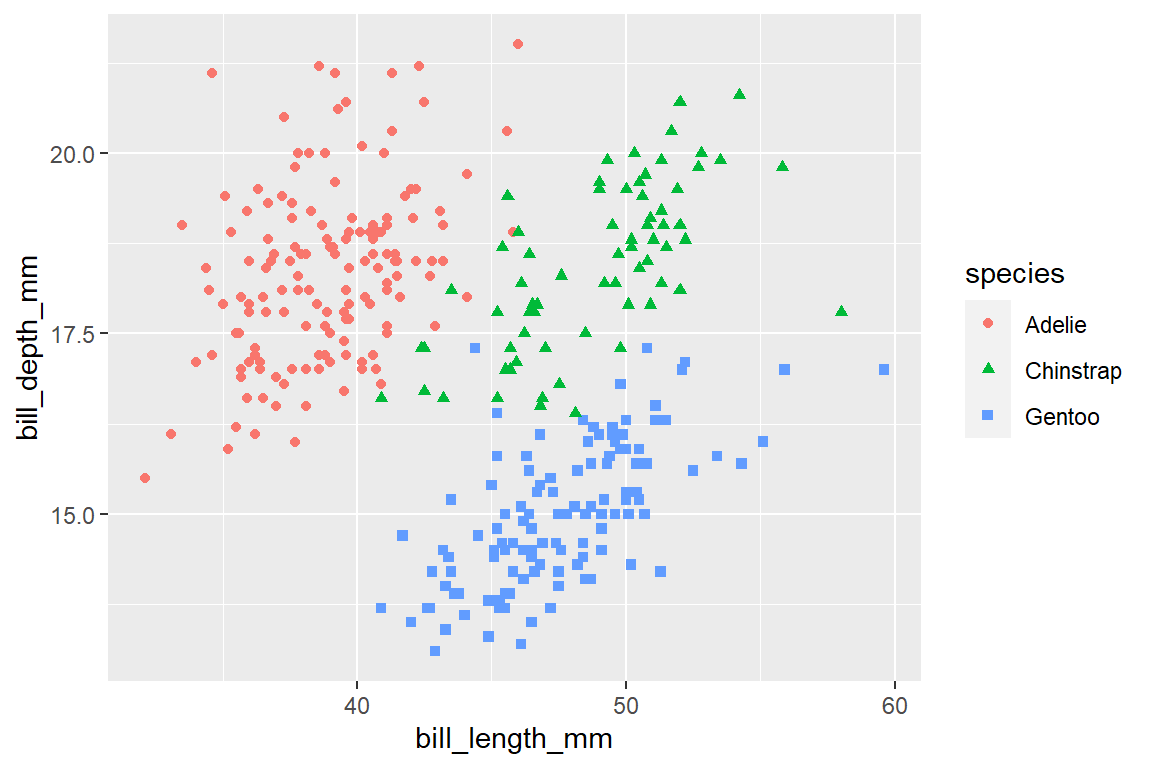 20.0
17.5
15.0
bill_depth_mm
40
50
60
bill_length_mm
species
Adelie
Chinstrap
Gentoo